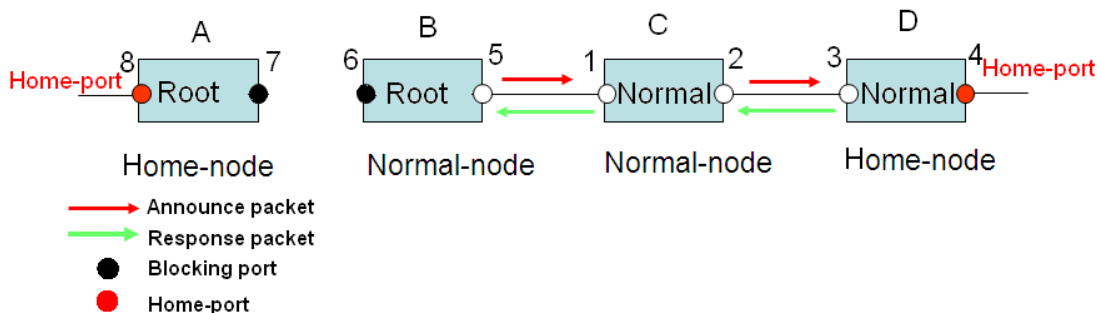 A B C D
8 7 6 5 1 2 3 4
Home-port Root Root Normal Normal Home-port
Home-node Normal-node Normal-node Home-node
Announce packet
Response packet
Blocking port
Home-port